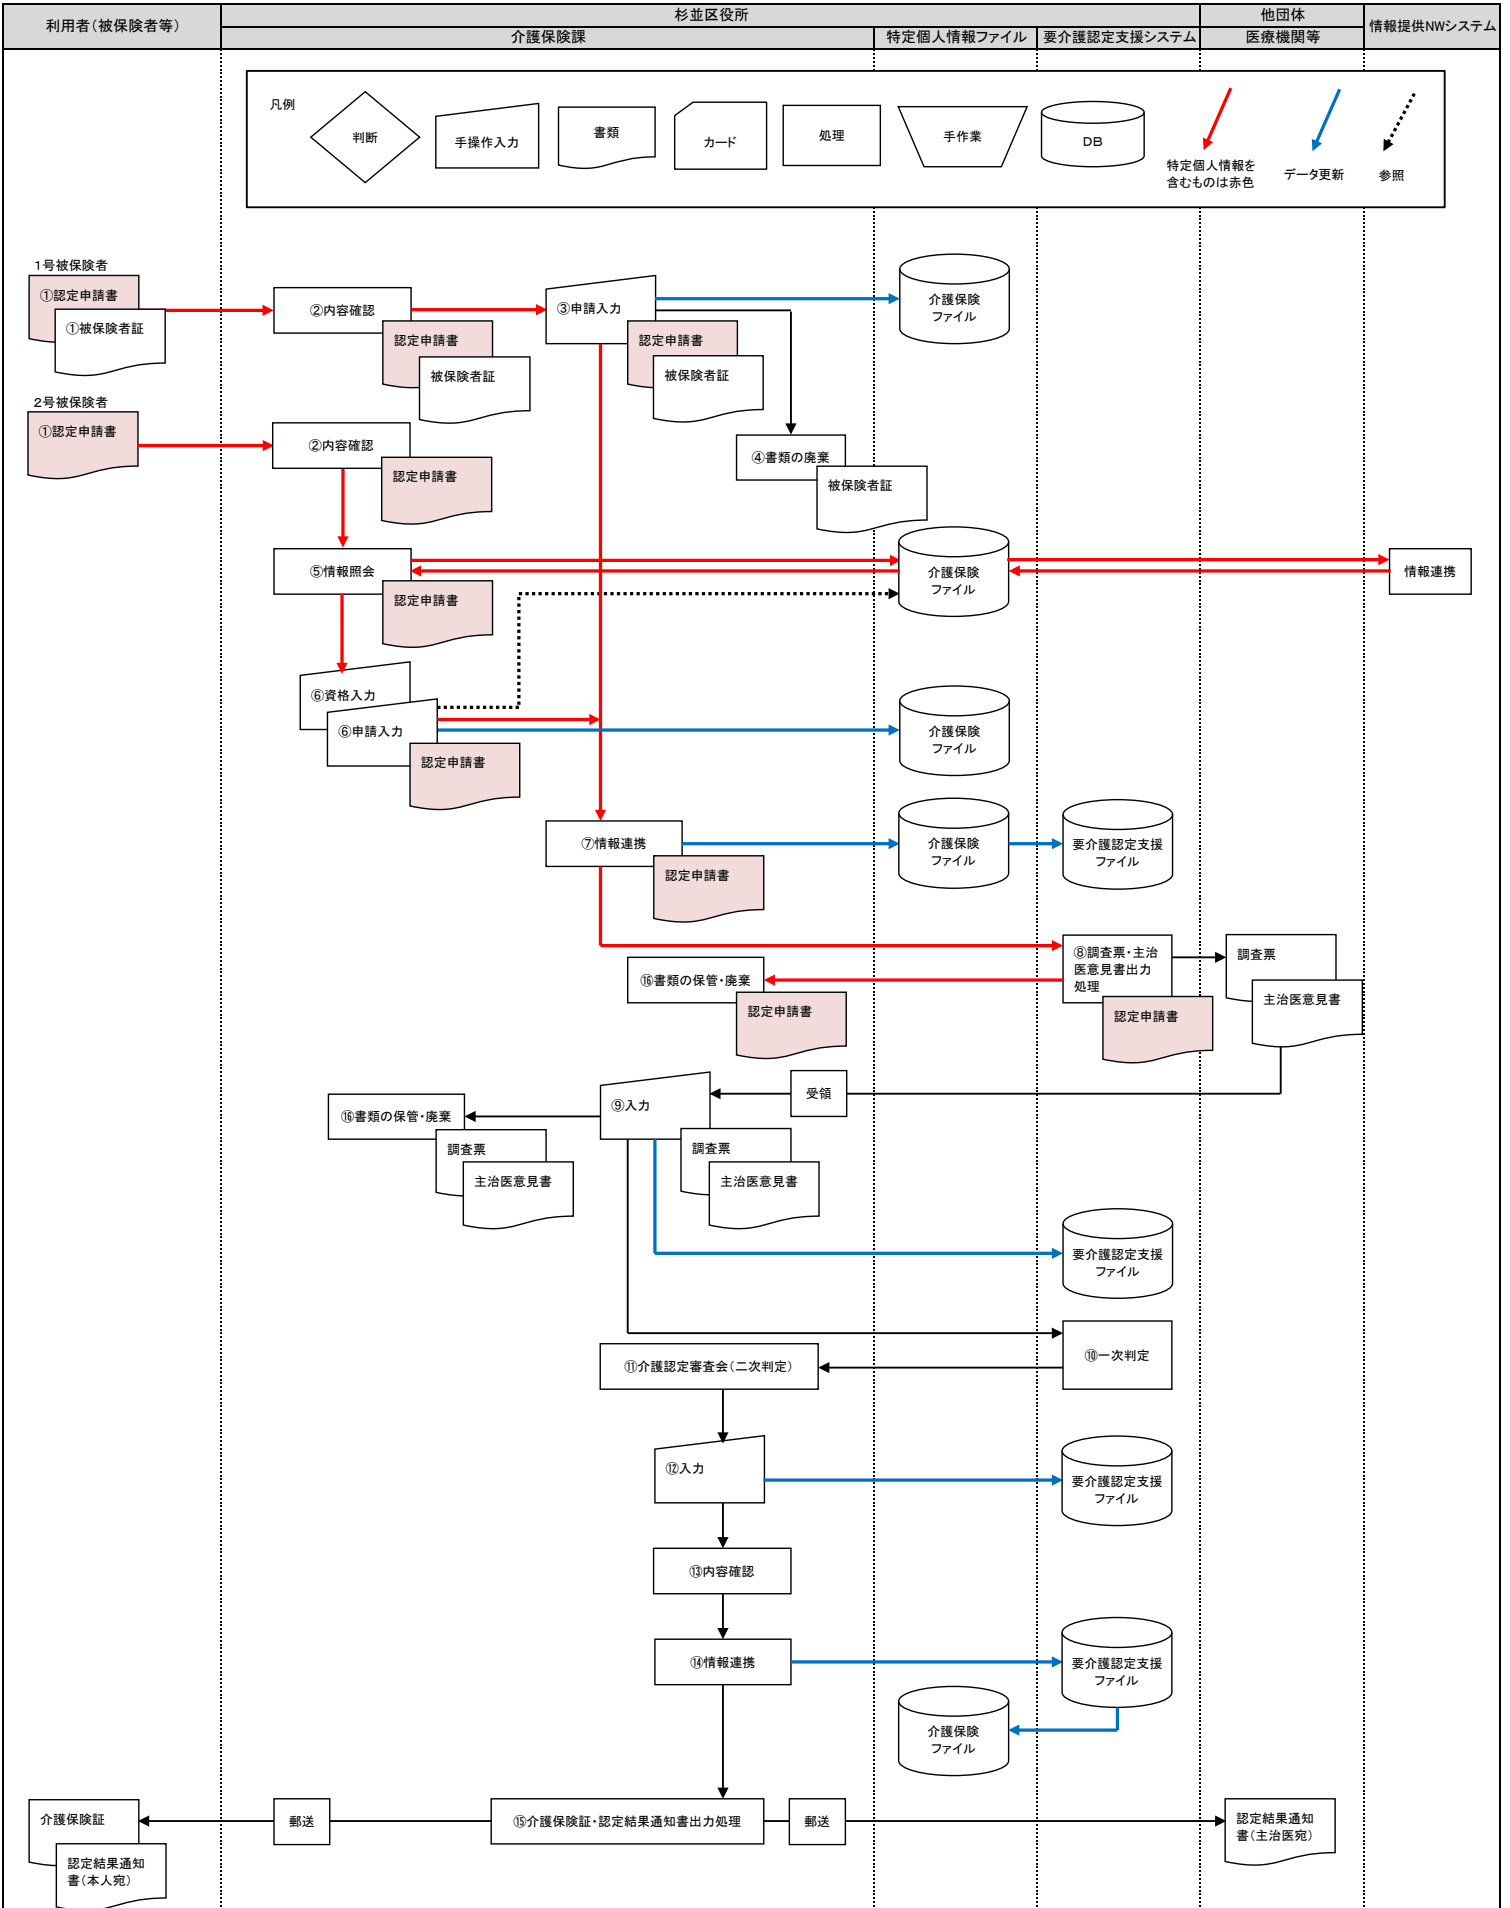 利用者(被保険者等)
杉並区役所
他団体
情報提供NWシステム
介護保険課
特定個人情報ファイル
要介護認定支援システム
医療機関等
凡例
判断
手操作入力
書類
カード
処理
手作業
DB
特定個人情報を
含むものは赤色
データ更新
参照
1号被保険者
①認定申請書
①被保険者証
②内容確認
認定申請書
被保険者証
③申請入力
認定申請書
被保険者証
介護保険
ファイル
2号被保険者
①認定申請書
②内容確認
認定申請書
④書類の廃棄
被保険者証
⑤情報照会
認定申請書
介護保険
ファイル
情報連携
⑥資格入力
⑥申請入力
認定申請書
介護保険
ファイル
⑦情報連携
認定申請書
介護保険
ファイル
要介護認定支援
ファイル
⑯書類の保管・廃棄
認定申請書
⑧調査票・主治
医意見書出力
処理
認定申請書
調査票
主治医意見書
⑯書類の保管・廃棄
調査票
主治医意見書
⑨入力
調査票
主治医意見書
受領
要介護認定支援
ファイル
⑩一次判定
⑪介護認定審査会(二次判定)
⑫入力
要介護認定支援
ファイル
⑬内容確認
⑭情報連携
要介護認定支援
ファイル
介護保険
ファイル
介護保険証
認定結果通知
書(本人宛)
郵送
⑮介護保険証・認定結果通知書出力処理
郵送
認定結果通知
書(主治医宛)